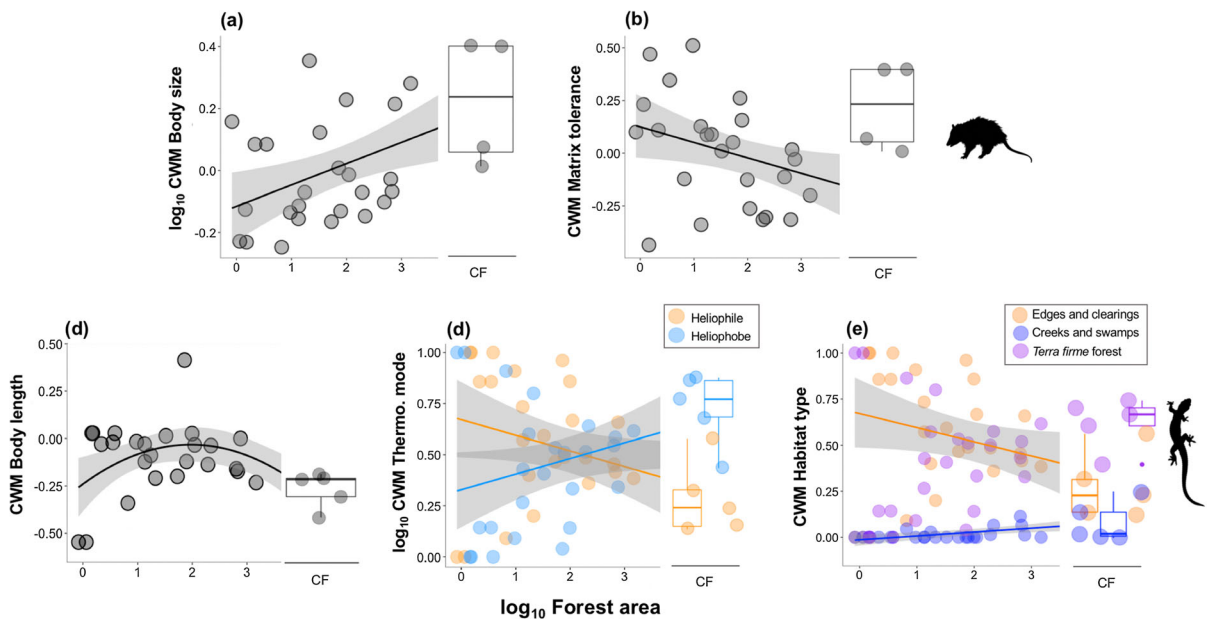 (a)
log₁₀ CWM Body size
0.4
0.2
0.0
-0.2
0 1 2 3
CF
(b)
CWM Matrix tolerance
0.50
0.25
0.00
-0.25
0 1 2 3
CF
(d)
CWM Body length
0.50
0.00
-0.25
-0.50
0 1 2 3
CF
(d)
Heliophile
Heliophobe
log₁₀ CWM Thermo. mode
1.00
0.75
0.50
0.25
0.00
0 1 2 3
CF
(e)
Edges and clearings
Creeks and swamps
Terra firme forest
CWM Habitat type
1.00
0.75
0.50
0.25
0.00
0 1 2 3
CF
log₁₀ Forest area